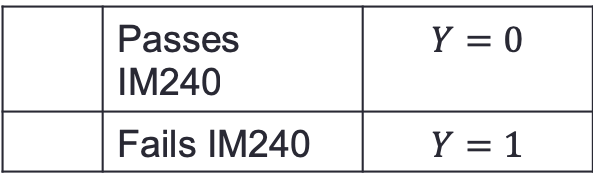 Passes Y = 0
IM240
Fails IM240 Y = 1